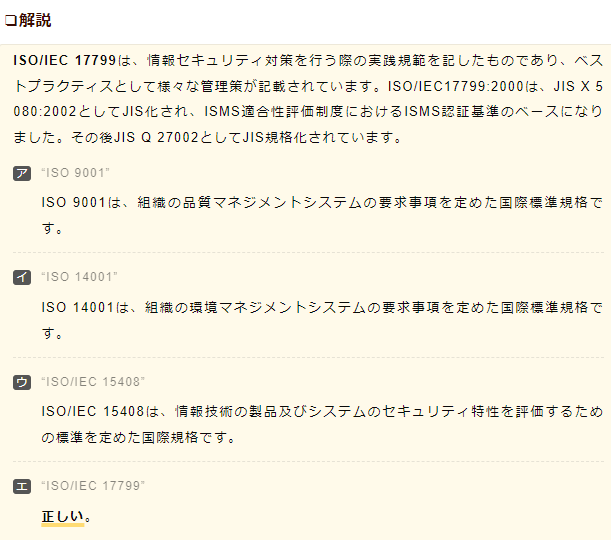 ❏解説
ISO/IEC 17799は、情報セキュリティ対策を行う際の実践規範を記したものであり、ベス
トプラクティスとして様々な管理策が記載されています。ISO/IEC17799:2000は、JIS X 5
080:2002としてJIS化され、ISMS適合性評価制度におけるISMS認証基準のベースになり
ました。その後JIS Q 27002としてJIS規格化されています。
ア “ISO 9001”
ISO 9001は、組織の品質マネジメントシステムの要求事項を定めた国際標準規格で
す。
イ “ISO 14001”
ISO 14001は、組織の環境マネジメントシステムの要求事項を定めた国際標準規格で
す。
ウ “ISO/IEC 15408”
ISO/IEC 15408は、情報技術の製品及びシステムのセキュリティ特性を評価するため
の標準を定めた国際規格です。
エ “ISO/IEC 17799”
正しい。